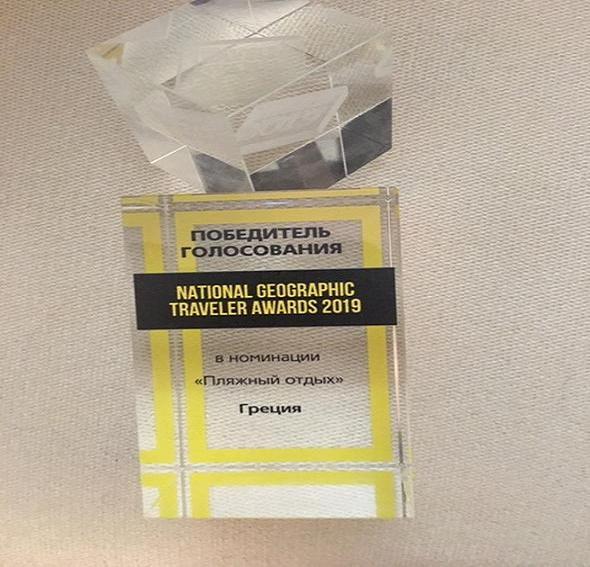 ПОБЕДИТЕЛЬ
ГОЛОСОВАНИЯ
NATIONAL GEOGRAPHIC
TRAVELER AWARDS 2019
в номинации
«Пляжный отдых»
Греция